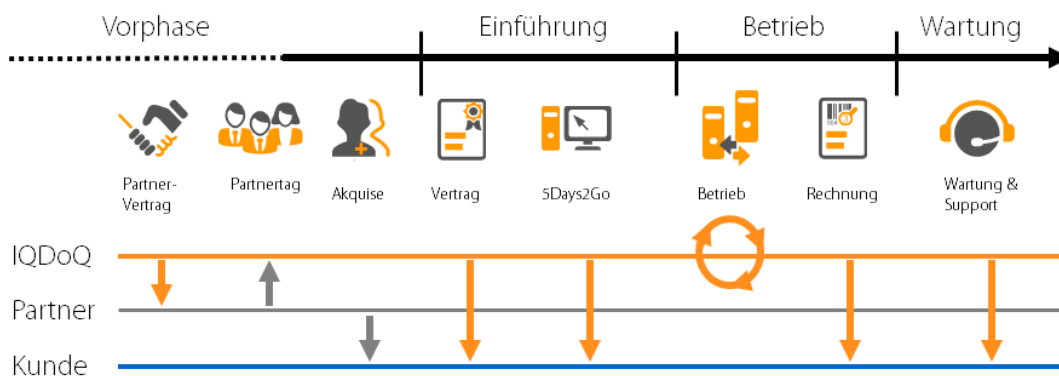 Vorphase
Einführung
Betrieb
Wartung
Partner-
Vertrag
Partnertag
Akquise
Vertrag
5Days2Go
Betrieb
Rechnung
Wartung &
Support
IQDoQ
Partner
Kunde